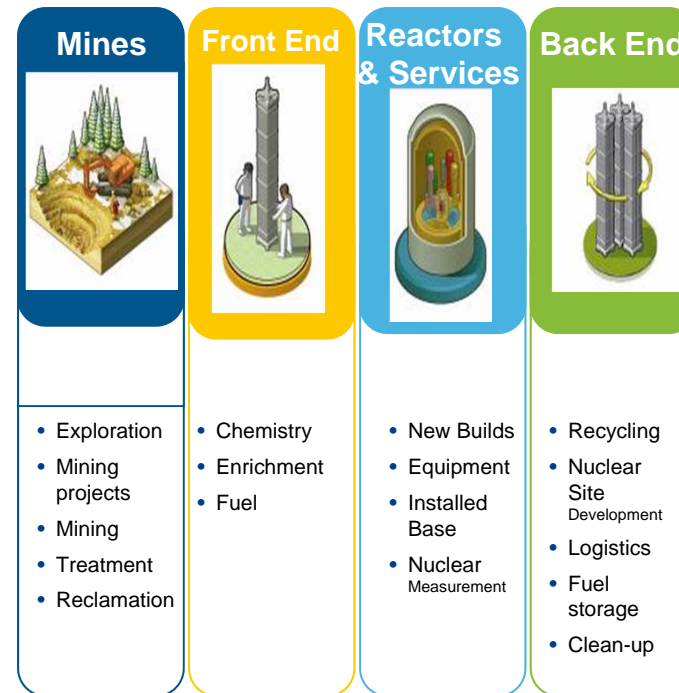 Mines
• Exploration
• Mining
projects
• Mining
• Treatment
• Reclamation
Front End
• Chemistry
• Enrichment
• Fuel
Reactors
& Services
• New Builds
• Equipment
• Installed
Base
• Nuclear
Measurement
Back End
• Recycling
• Nuclear
Site
Development
• Logistics
• Fuel
storage
• Clean-up